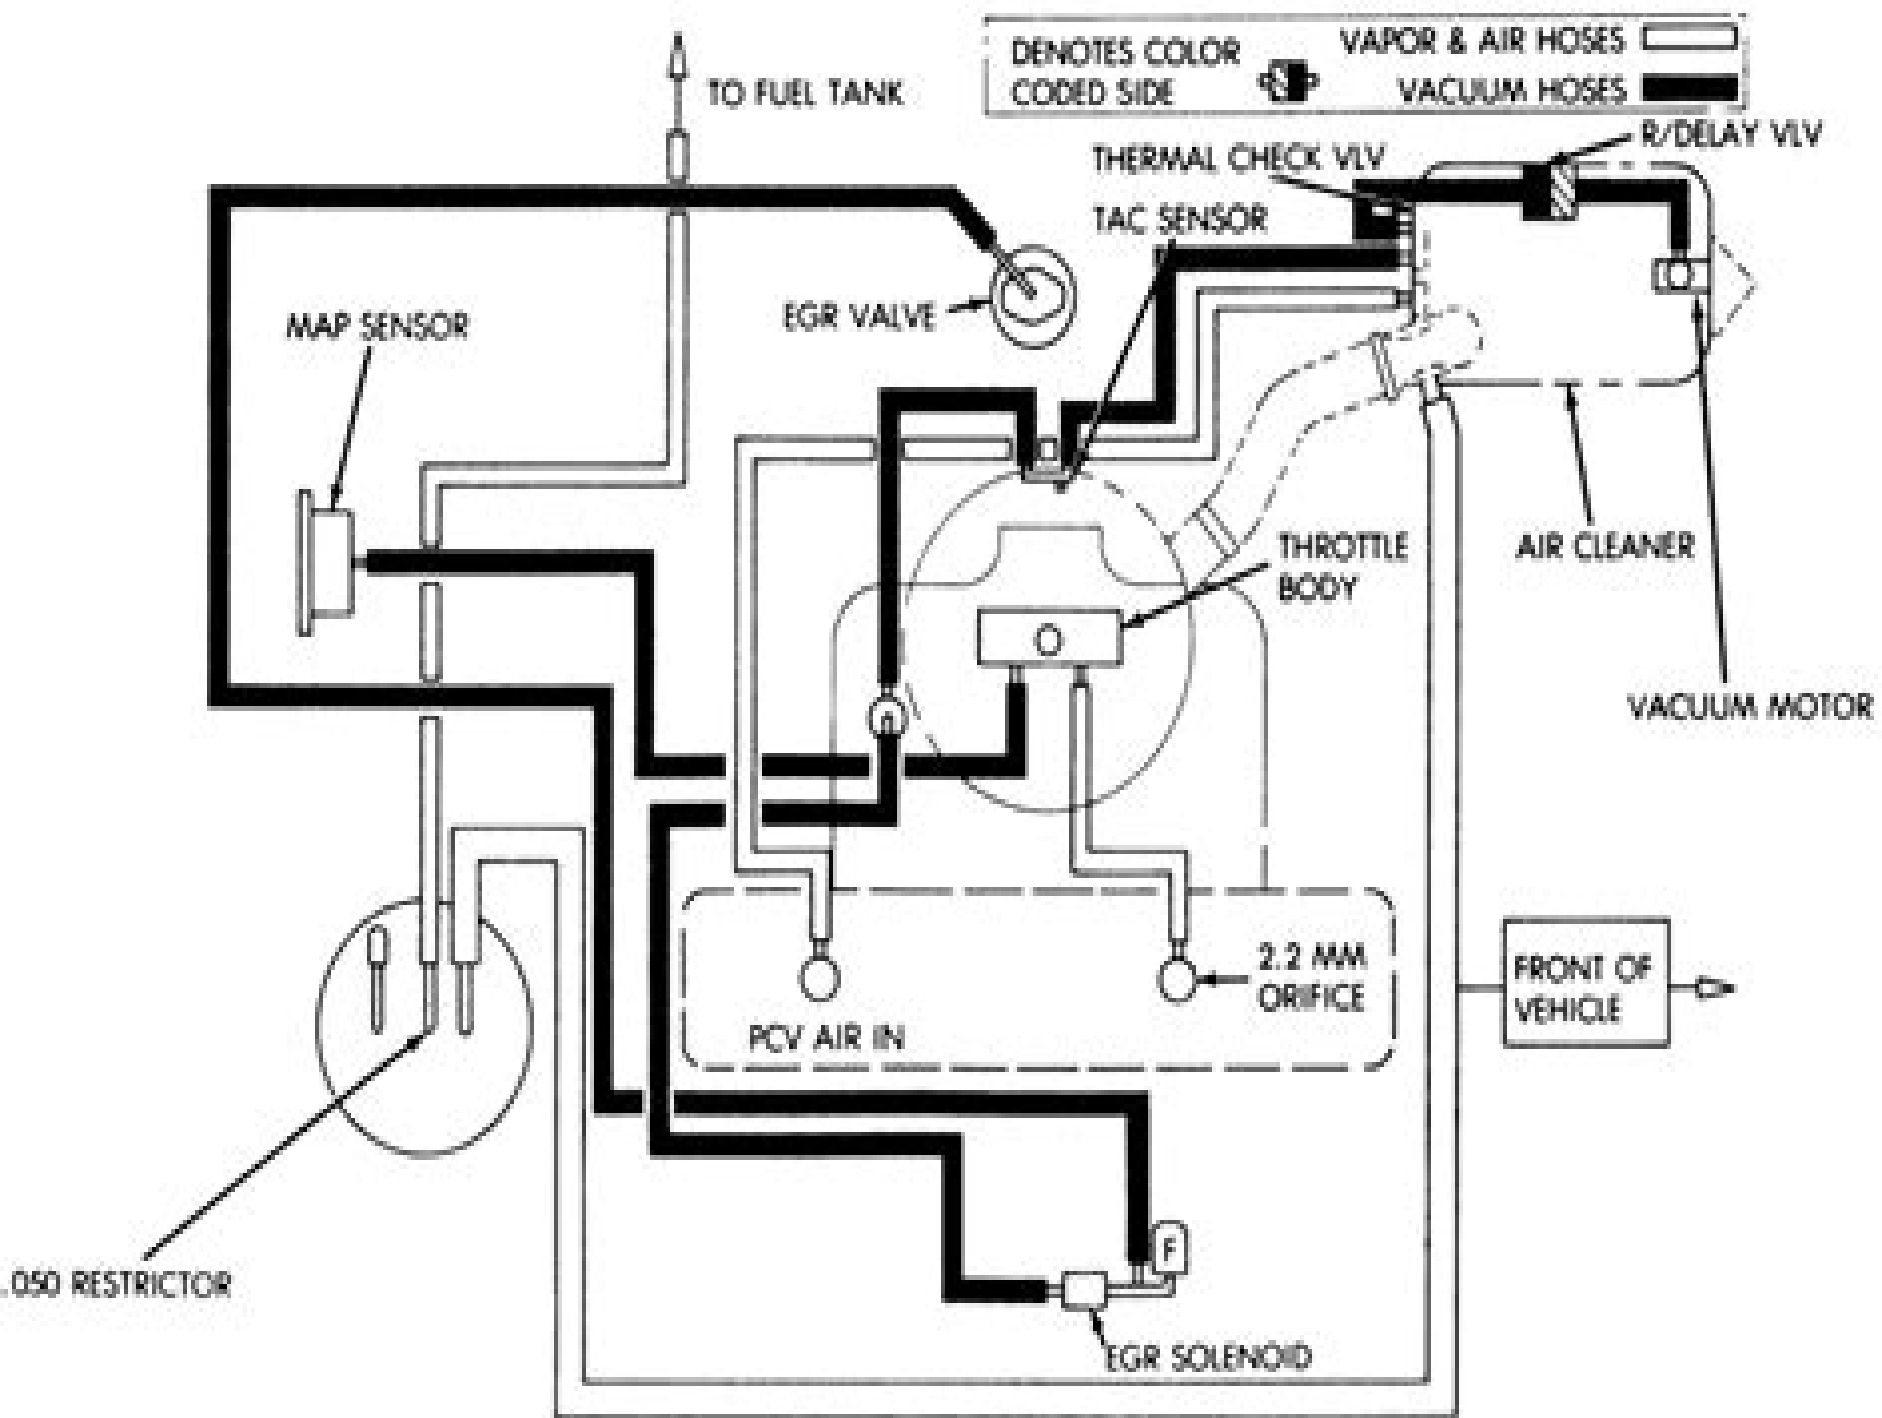 DENOTES COLOR
CODED SIDE
VAPOR & AIR HOSES
VACUUM HOSES
TO FUEL TANK
R/DELAY VLV
THERMAL CHECK VLV
TAC SENSOR
EGR VALVE
MAP SENSOR
THROTTLE
BODY
AIR CLEANER
VACUUM MOTOR
2.2 MM
ORIFICE
FRONT OF
VEHICLE
PCV AIR IN
F
.050 RESTRICTOR
EGR SOLENOID